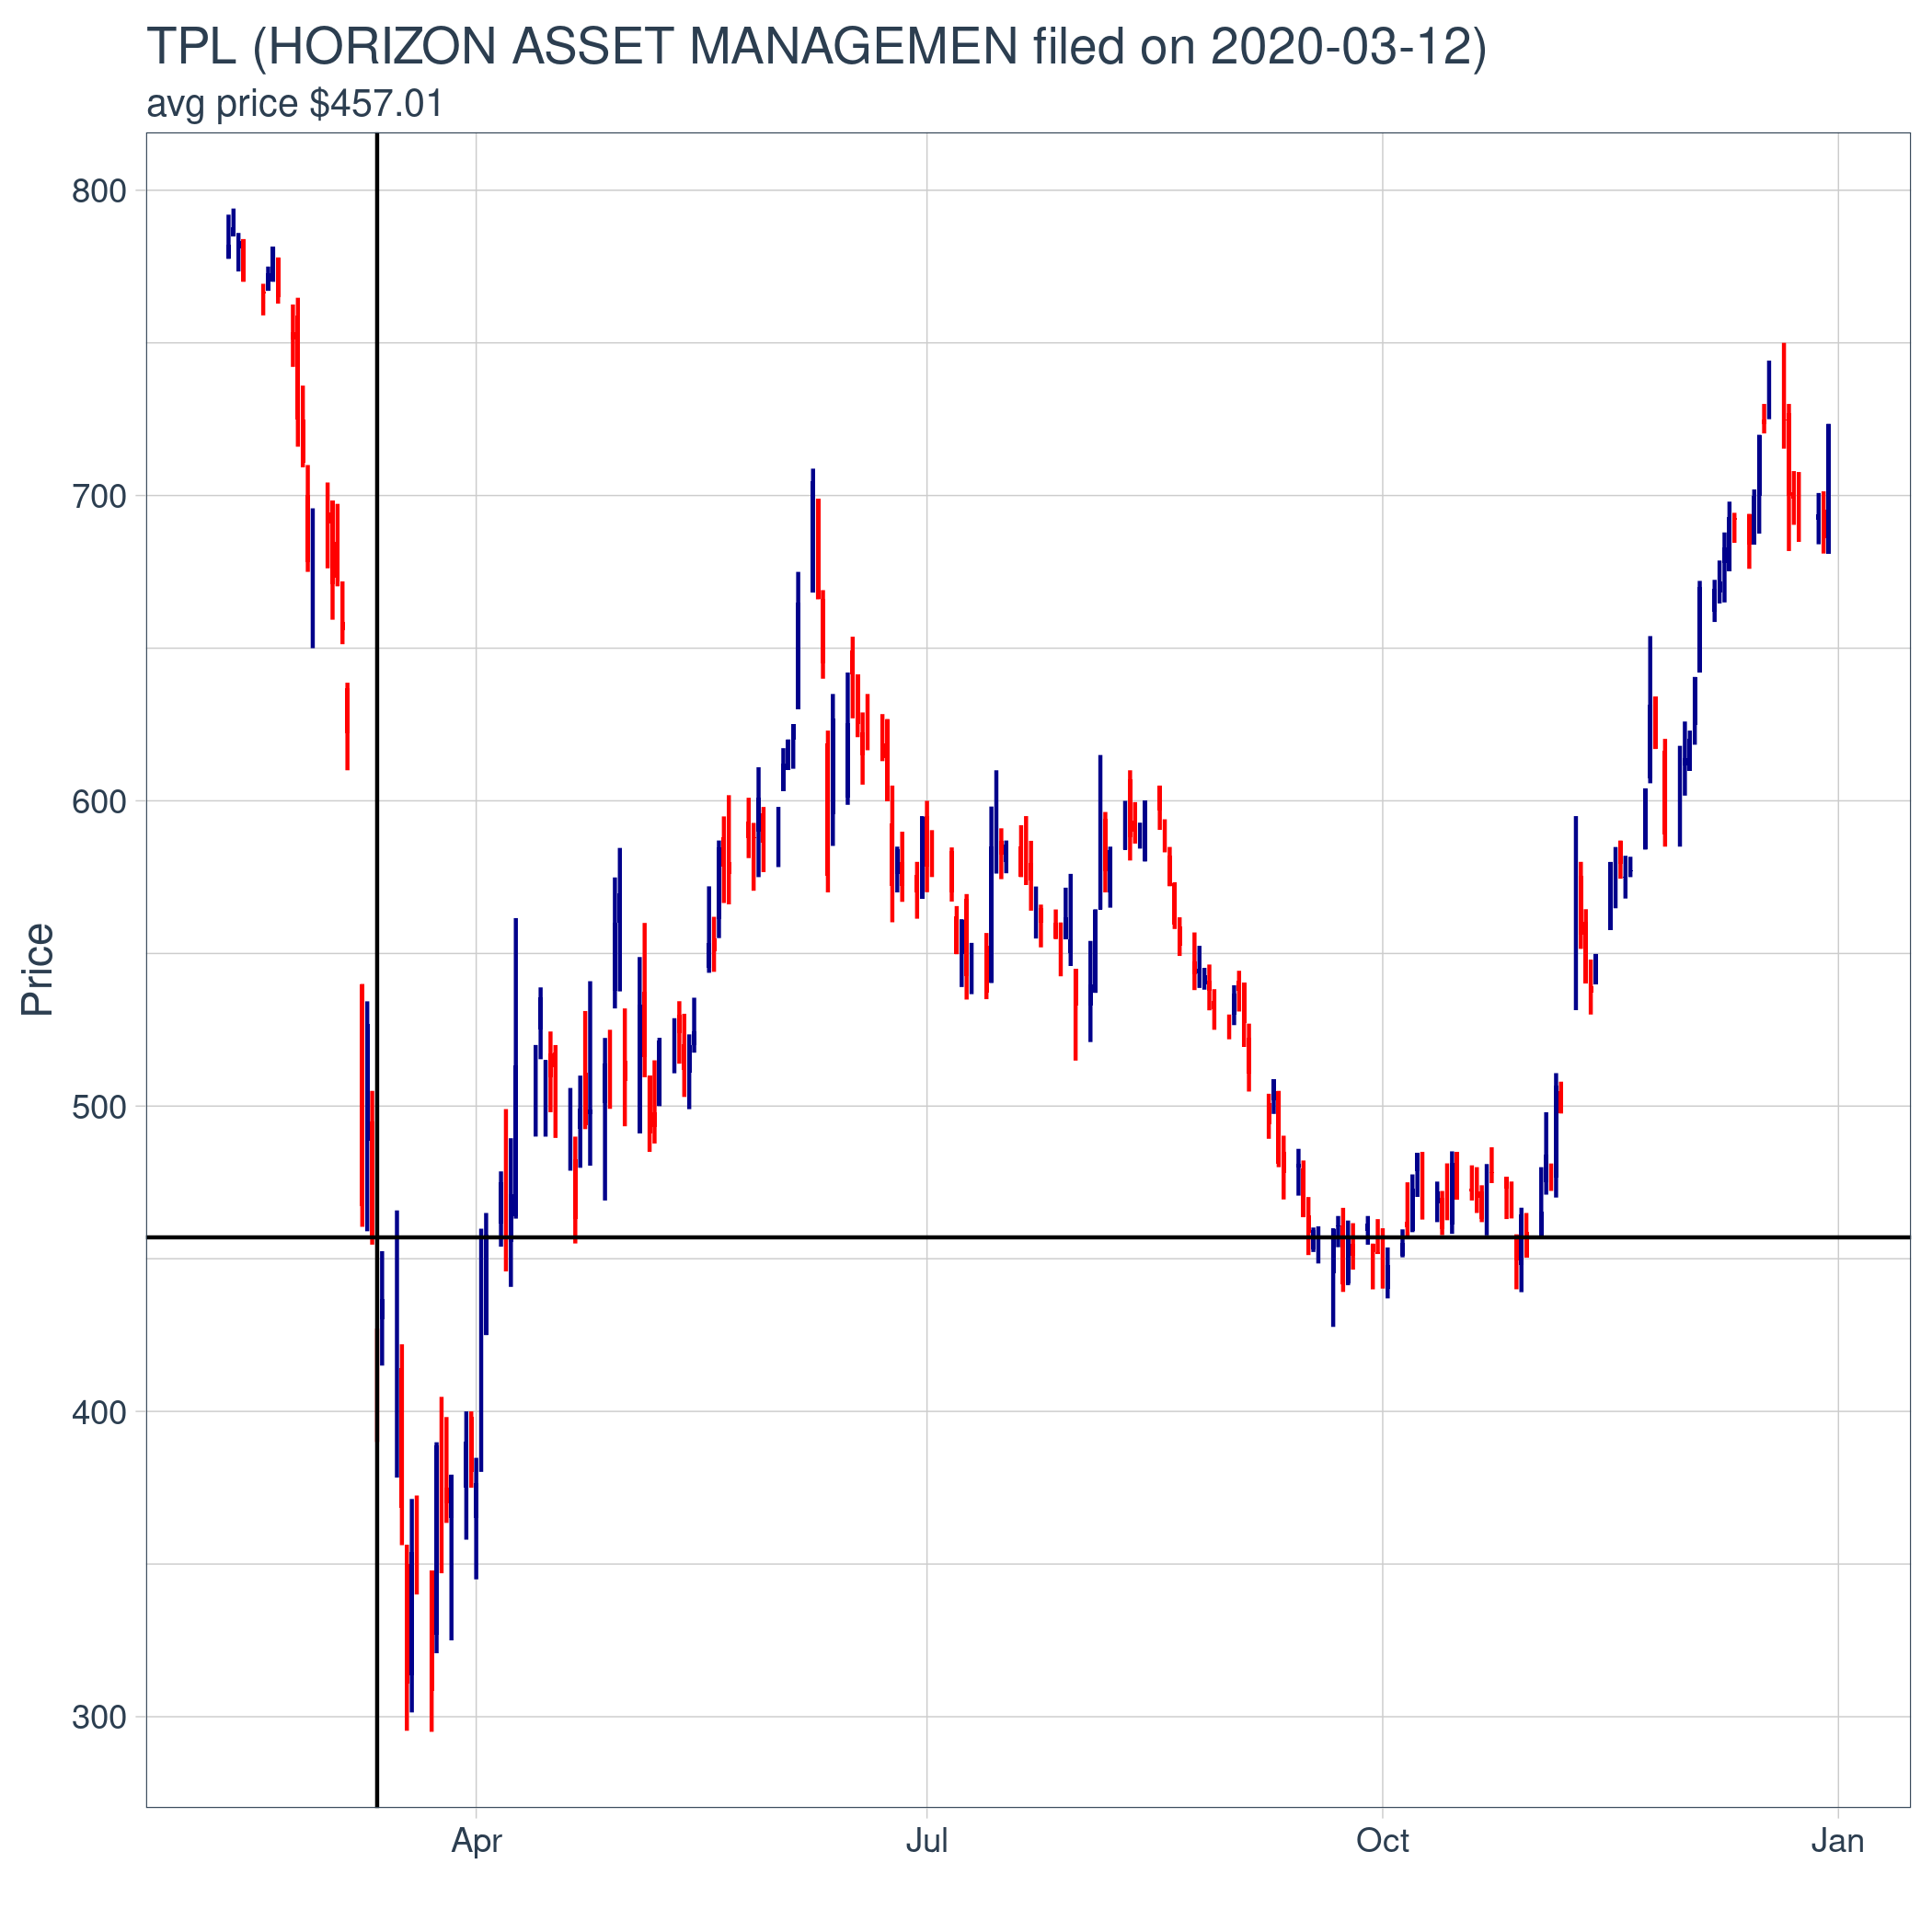 TPL (HORIZON ASSET MANAGEMEN filed on 2020-03-12)
avg price $457.01
800
700
600
500
400
300
Price
Apr Jul Oct Jan